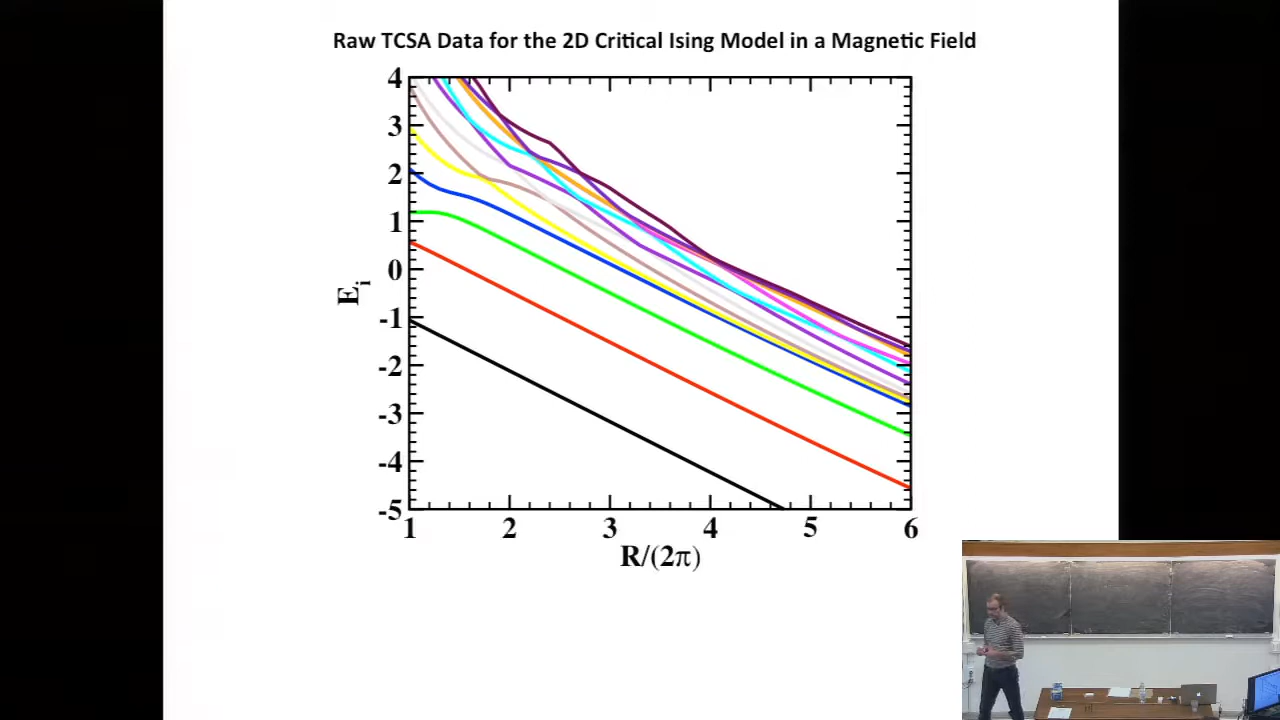 Raw TCSA Data for the 2D Critical Ising Model in a Magnetic Field
4
3
2
1
0
-1
-2
-3
-4
-5
E_i
1 2 3 4 5 6
R/(2π)